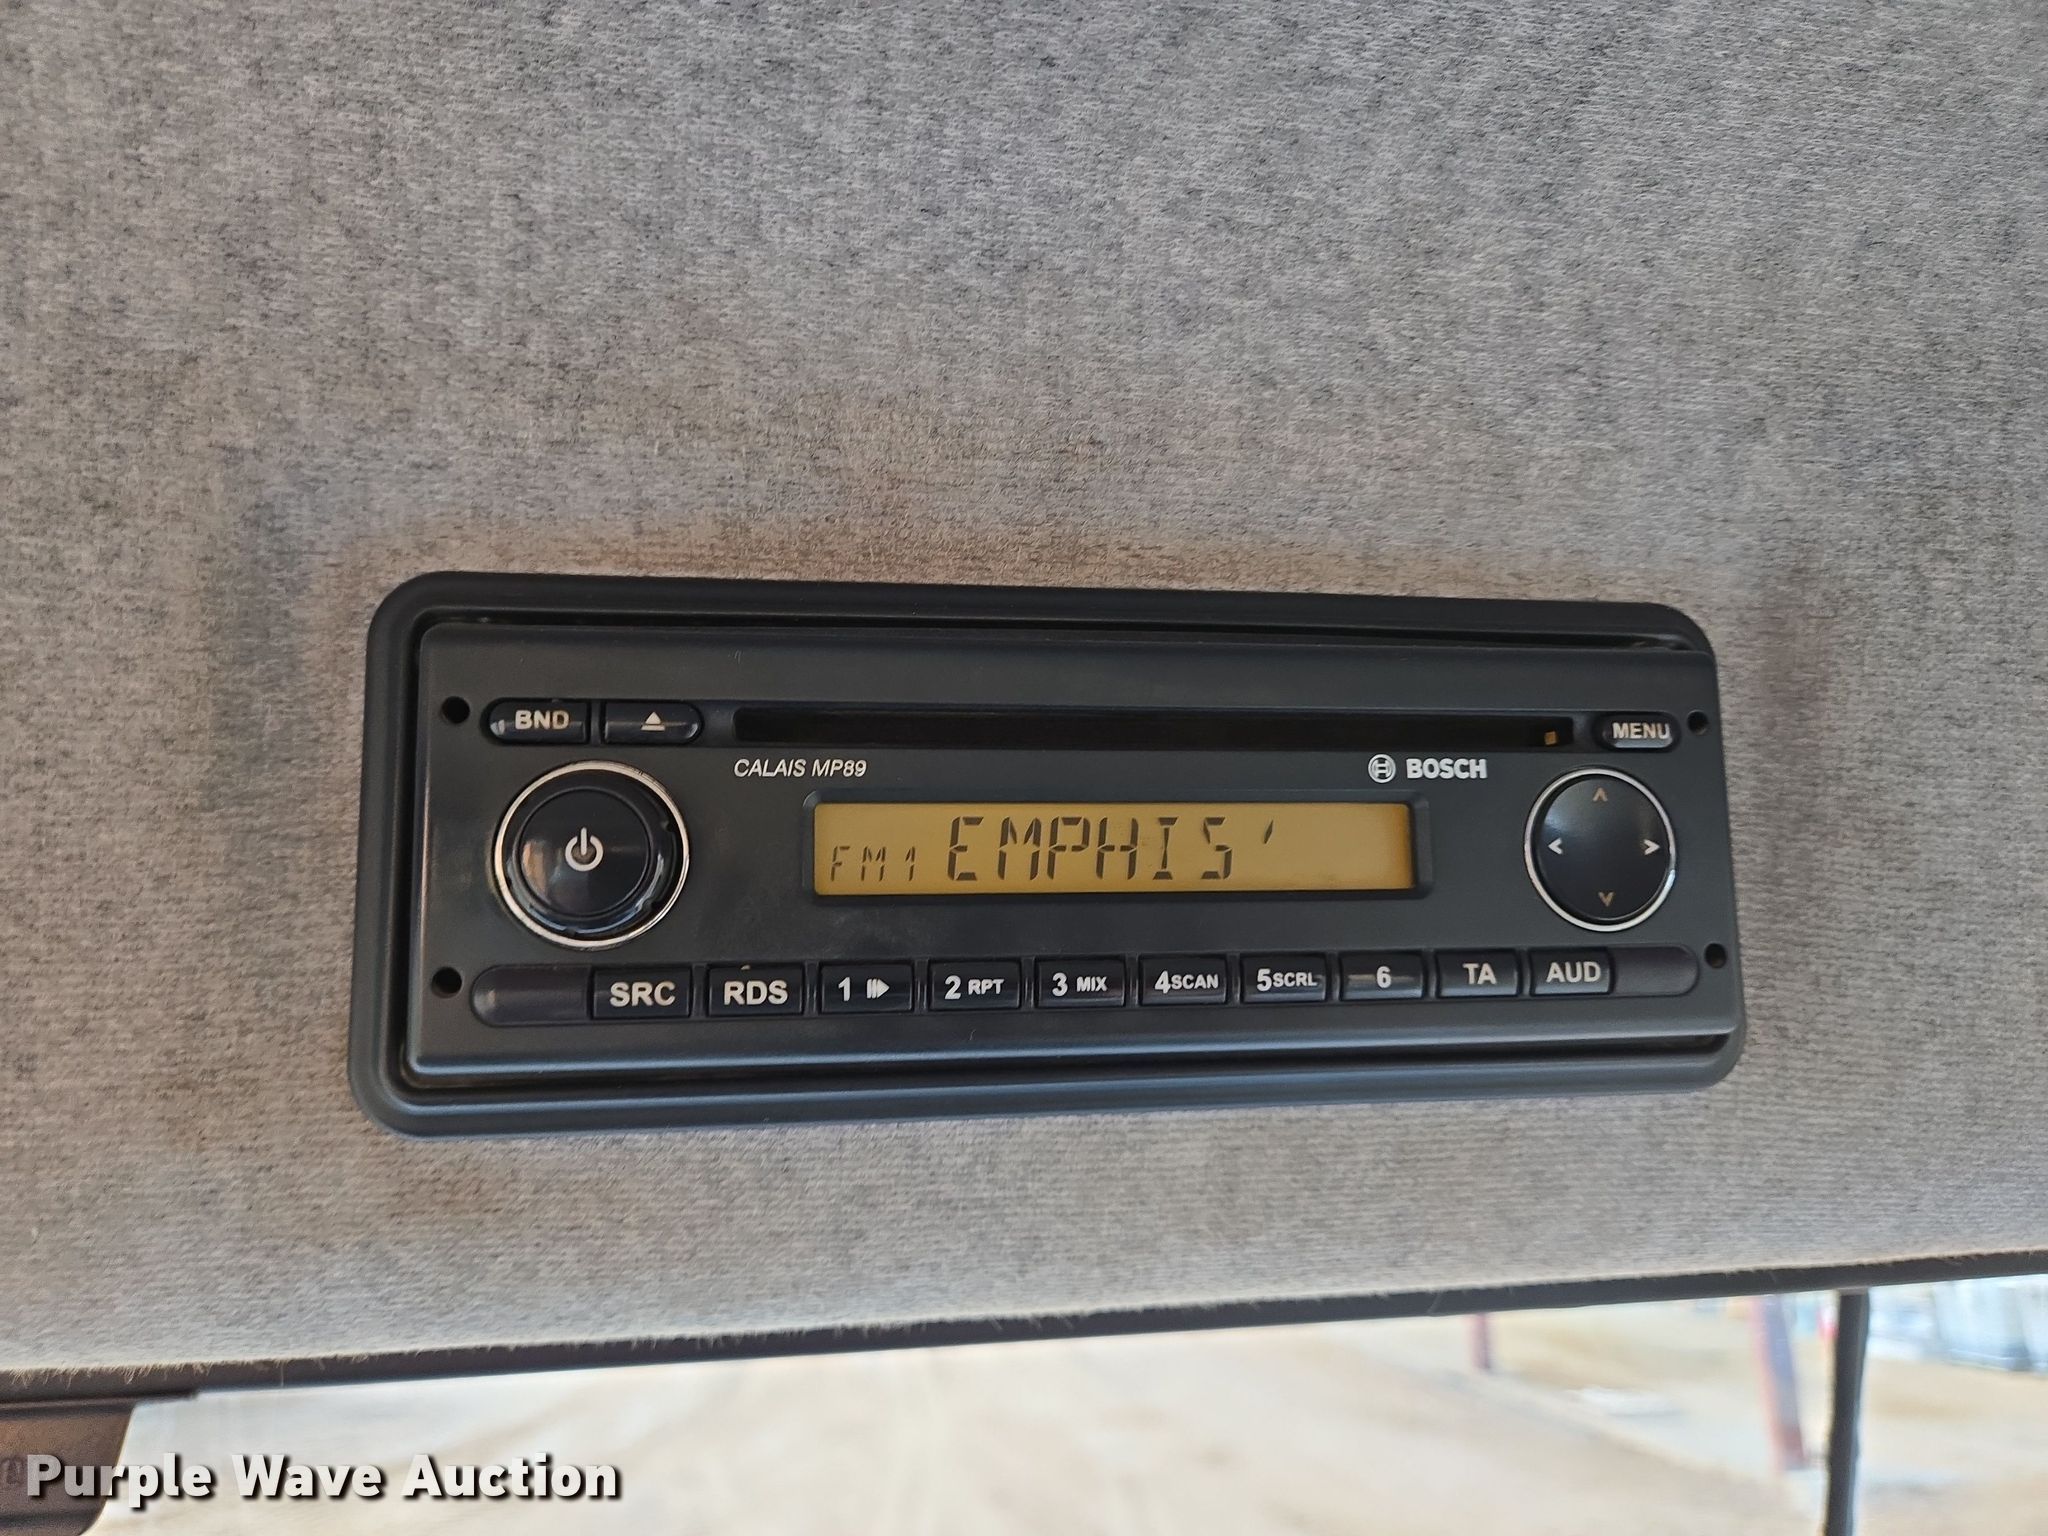 BND
MENU
CALAIS MP89
BOSCH
FM1 EMPHIS'
SRC RDS 1 2 RPT 3 MIX 4SCAN 5SCRL 6 TA AUD
Purple Wave Auction